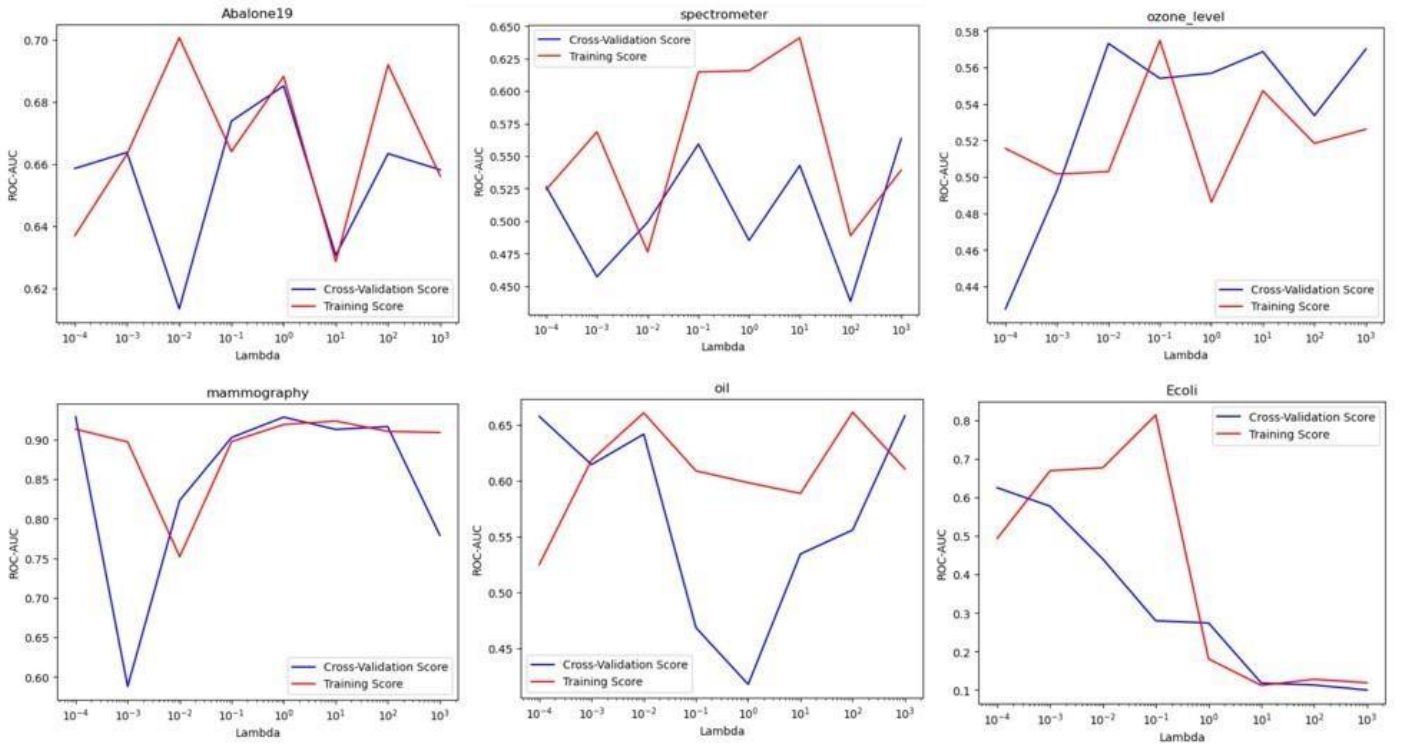 Abalone19
ROC-AUC
0.70
0.68
0.66
0.64
0.62
Cross-Validation Score
Training Score
10⁻⁴ 10⁻³ 10⁻² 10⁻¹ 10⁰ 10¹ 10² 10³
Lambda
spectrometer
ROC-AUC
0.650
0.625
0.600
0.575
0.550
0.525
0.500
0.475
0.450
Cross-Validation Score
Training Score
10⁻⁴ 10⁻³ 10⁻² 10⁻¹ 10⁰ 10¹ 10² 10³
Lambda
ozone_level
ROC-AUC
0.58
0.56
0.54
0.52
0.50
0.48
0.46
0.44
Cross-Validation Score
Training Score
10⁻⁴ 10⁻³ 10⁻² 10⁻¹ 10⁰ 10¹ 10² 10³
Lambda
mammography
ROC-AUC
0.90
0.85
0.80
0.75
0.70
0.65
0.60
Cross-Validation Score
Training Score
10⁻⁴ 10⁻³ 10⁻² 10⁻¹ 10⁰ 10¹ 10² 10³
Lambda
oil
ROC-AUC
0.65
0.60
0.55
0.50
0.45
Cross-Validation Score
Training Score
10⁻⁴ 10⁻³ 10⁻² 10⁻¹ 10⁰ 10¹ 10² 10³
Lambda
Ecoli
ROC-AUC
0.8
0.7
0.6
0.5
0.4
0.3
0.2
0.1
Cross-Validation Score
Training Score
10⁻⁴ 10⁻³ 10⁻² 10⁻¹ 10⁰ 10¹ 10² 10³
Lambda